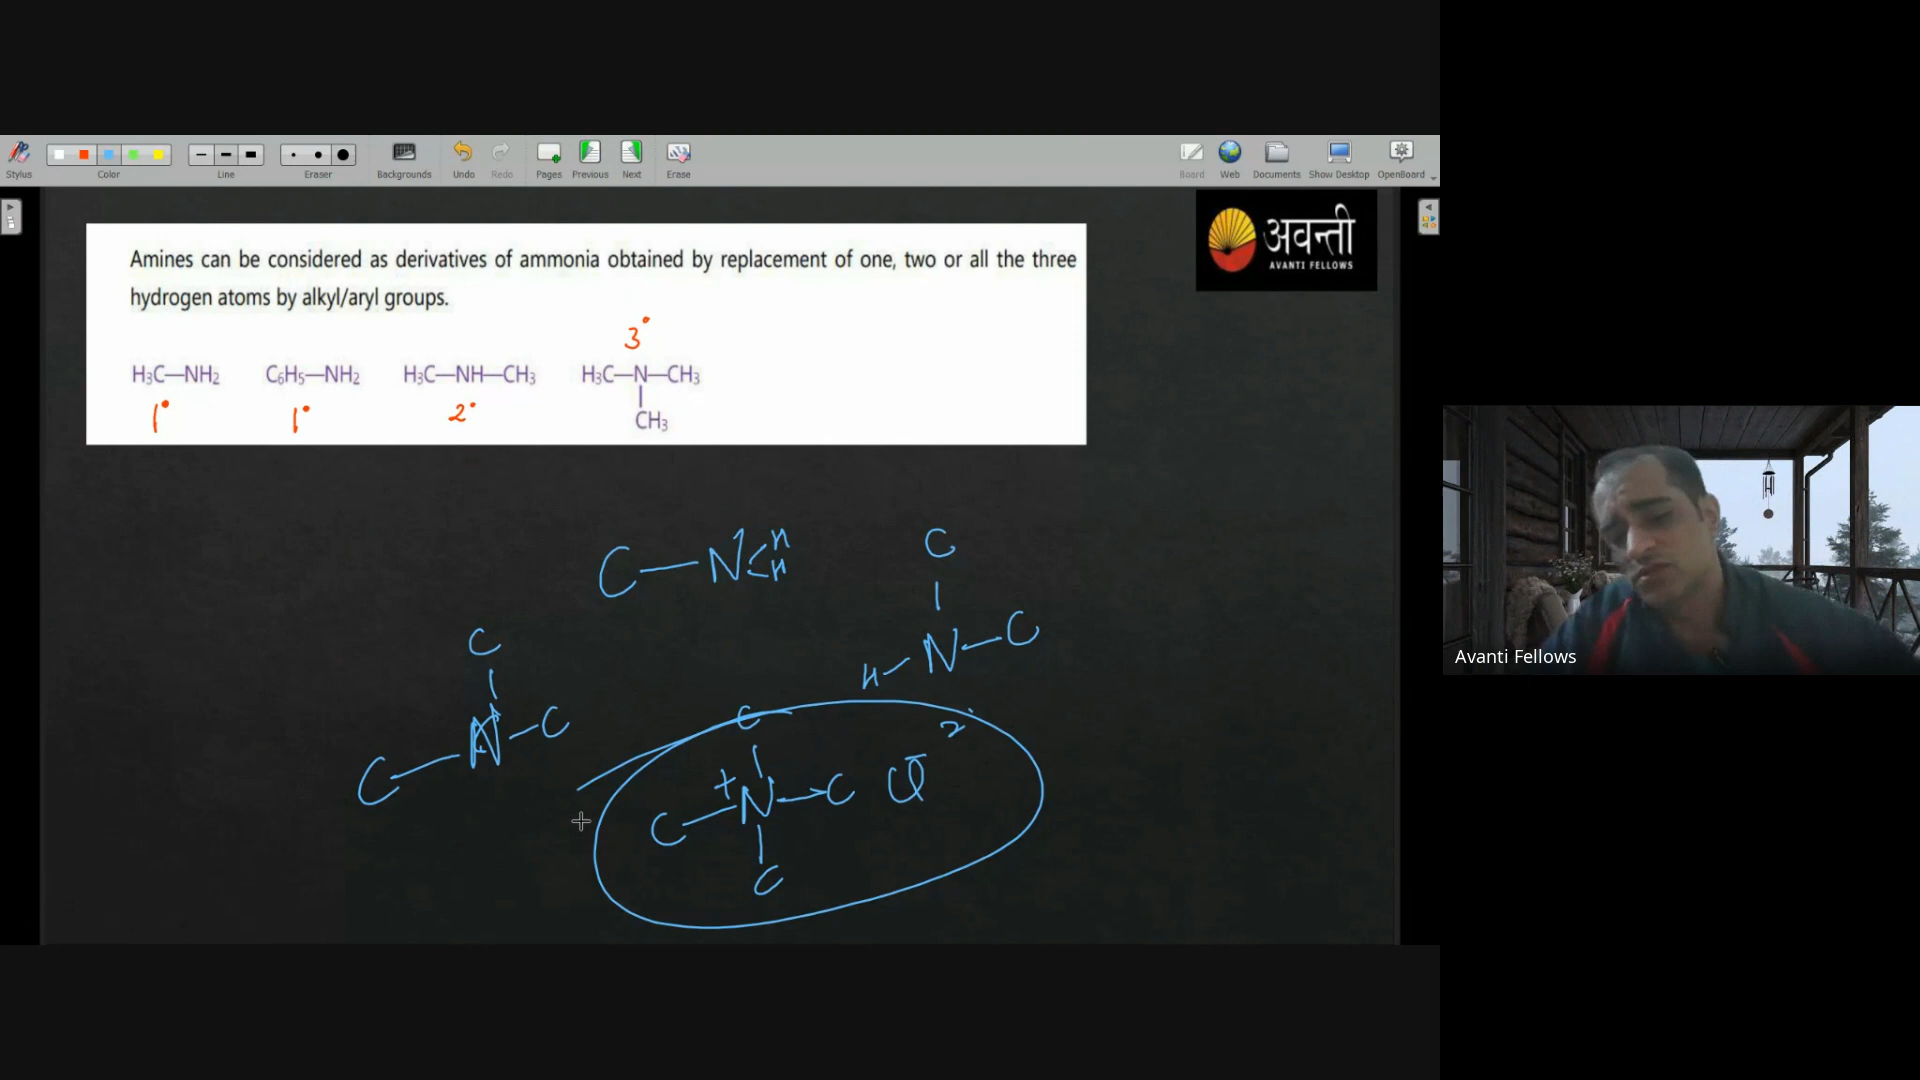 Stylus
Color
Line
Eraser
Backgrounds
Undo
Redo
Pages
Previous
Next
Erase
Board
Web
Documents
Show Desktop
OpenBoard
अवन्ती
AVANTI FELLOWS
Amines can be considered as derivatives of ammonia obtained by replacement of one, two or all the three
hydrogen atoms by alkyl/aryl groups.
3°
H₃C—NH₂ C₆H₅—NH₂ H₃C—NH—CH₃ H₃C—N—CH₃
CH₃
1° 1° 2°
C—N<H
H
C
H—N—C
C
C—N—C
C
C—N⁺—C
C
Avanti Fellows